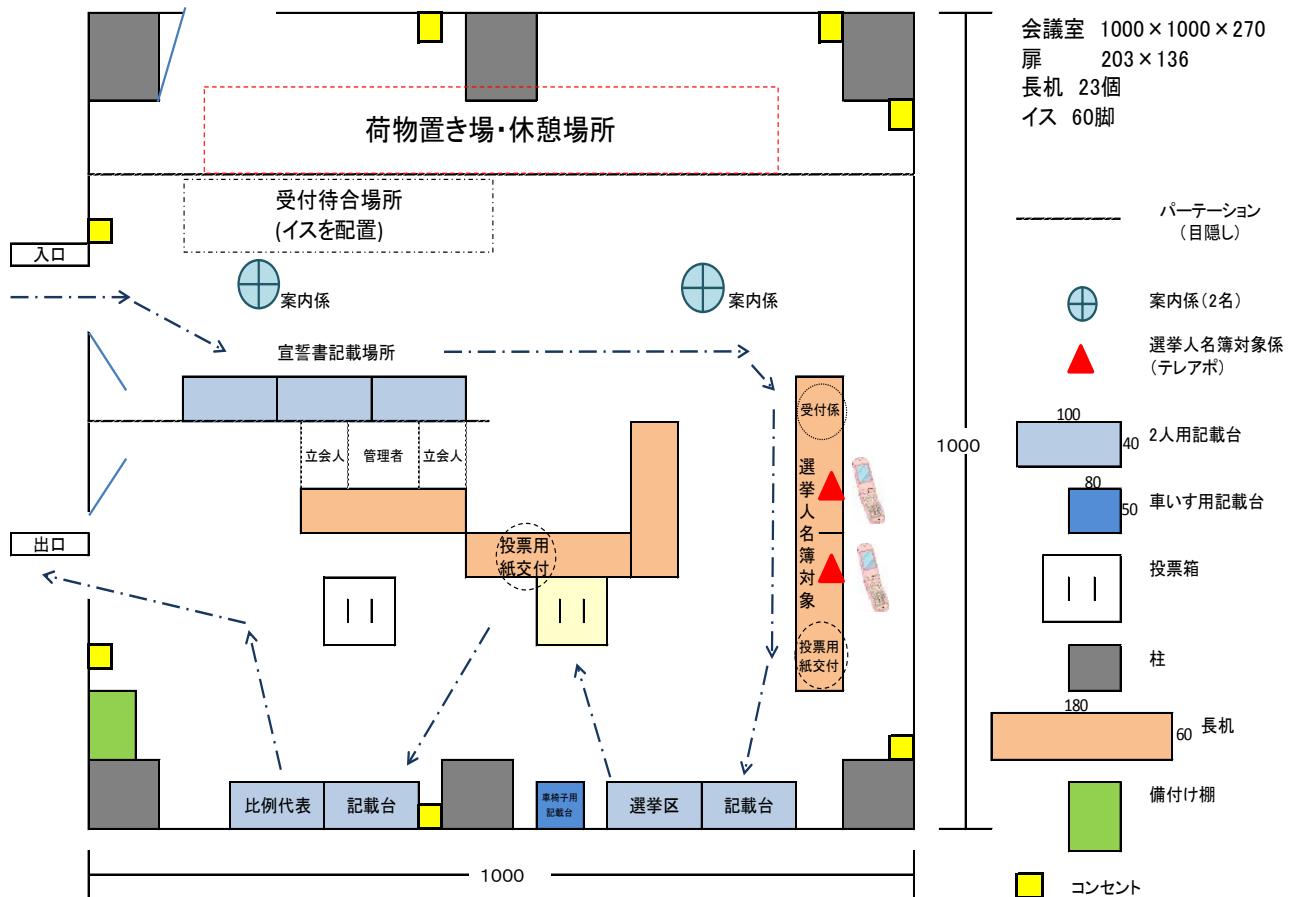 会議室 1000×1000×270
扉 203×136
長机 23個
イス 60脚
荷物置き場・休憩場所
受付待合場所
(イスを配置)
入口
案内係
案内係
宣誓書記載場所
受付係
立会人
管理者
立会人
選挙人名簿対象
出口
投票用
紙交付
投票用
紙交付
比例代表
記載台
車椅子用
記載台
選挙区
記載台
1000
1000
パーテーション
(目隠し)
案内係(2名)
選挙人名簿対象係
(テレアポ)
100
40
2人用記載台
80
50
車いす用記載台
投票箱
柱
180
60
長机
備付け棚
コンセント